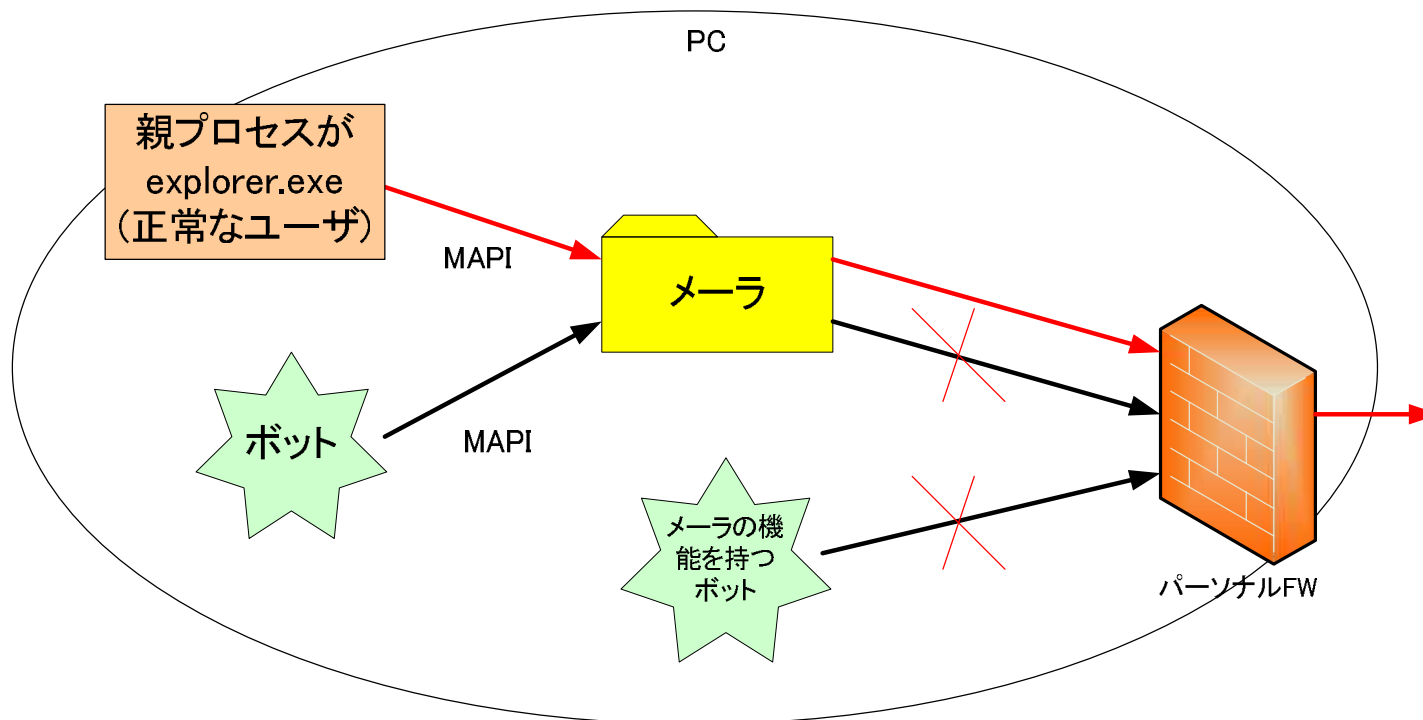 PC
親プロセスが
explorer.exe
(正常なユーザ)
MAPI
メーラ
ボット
MAPI
メーラの機
能を持つ
ボット
パーソナルFW